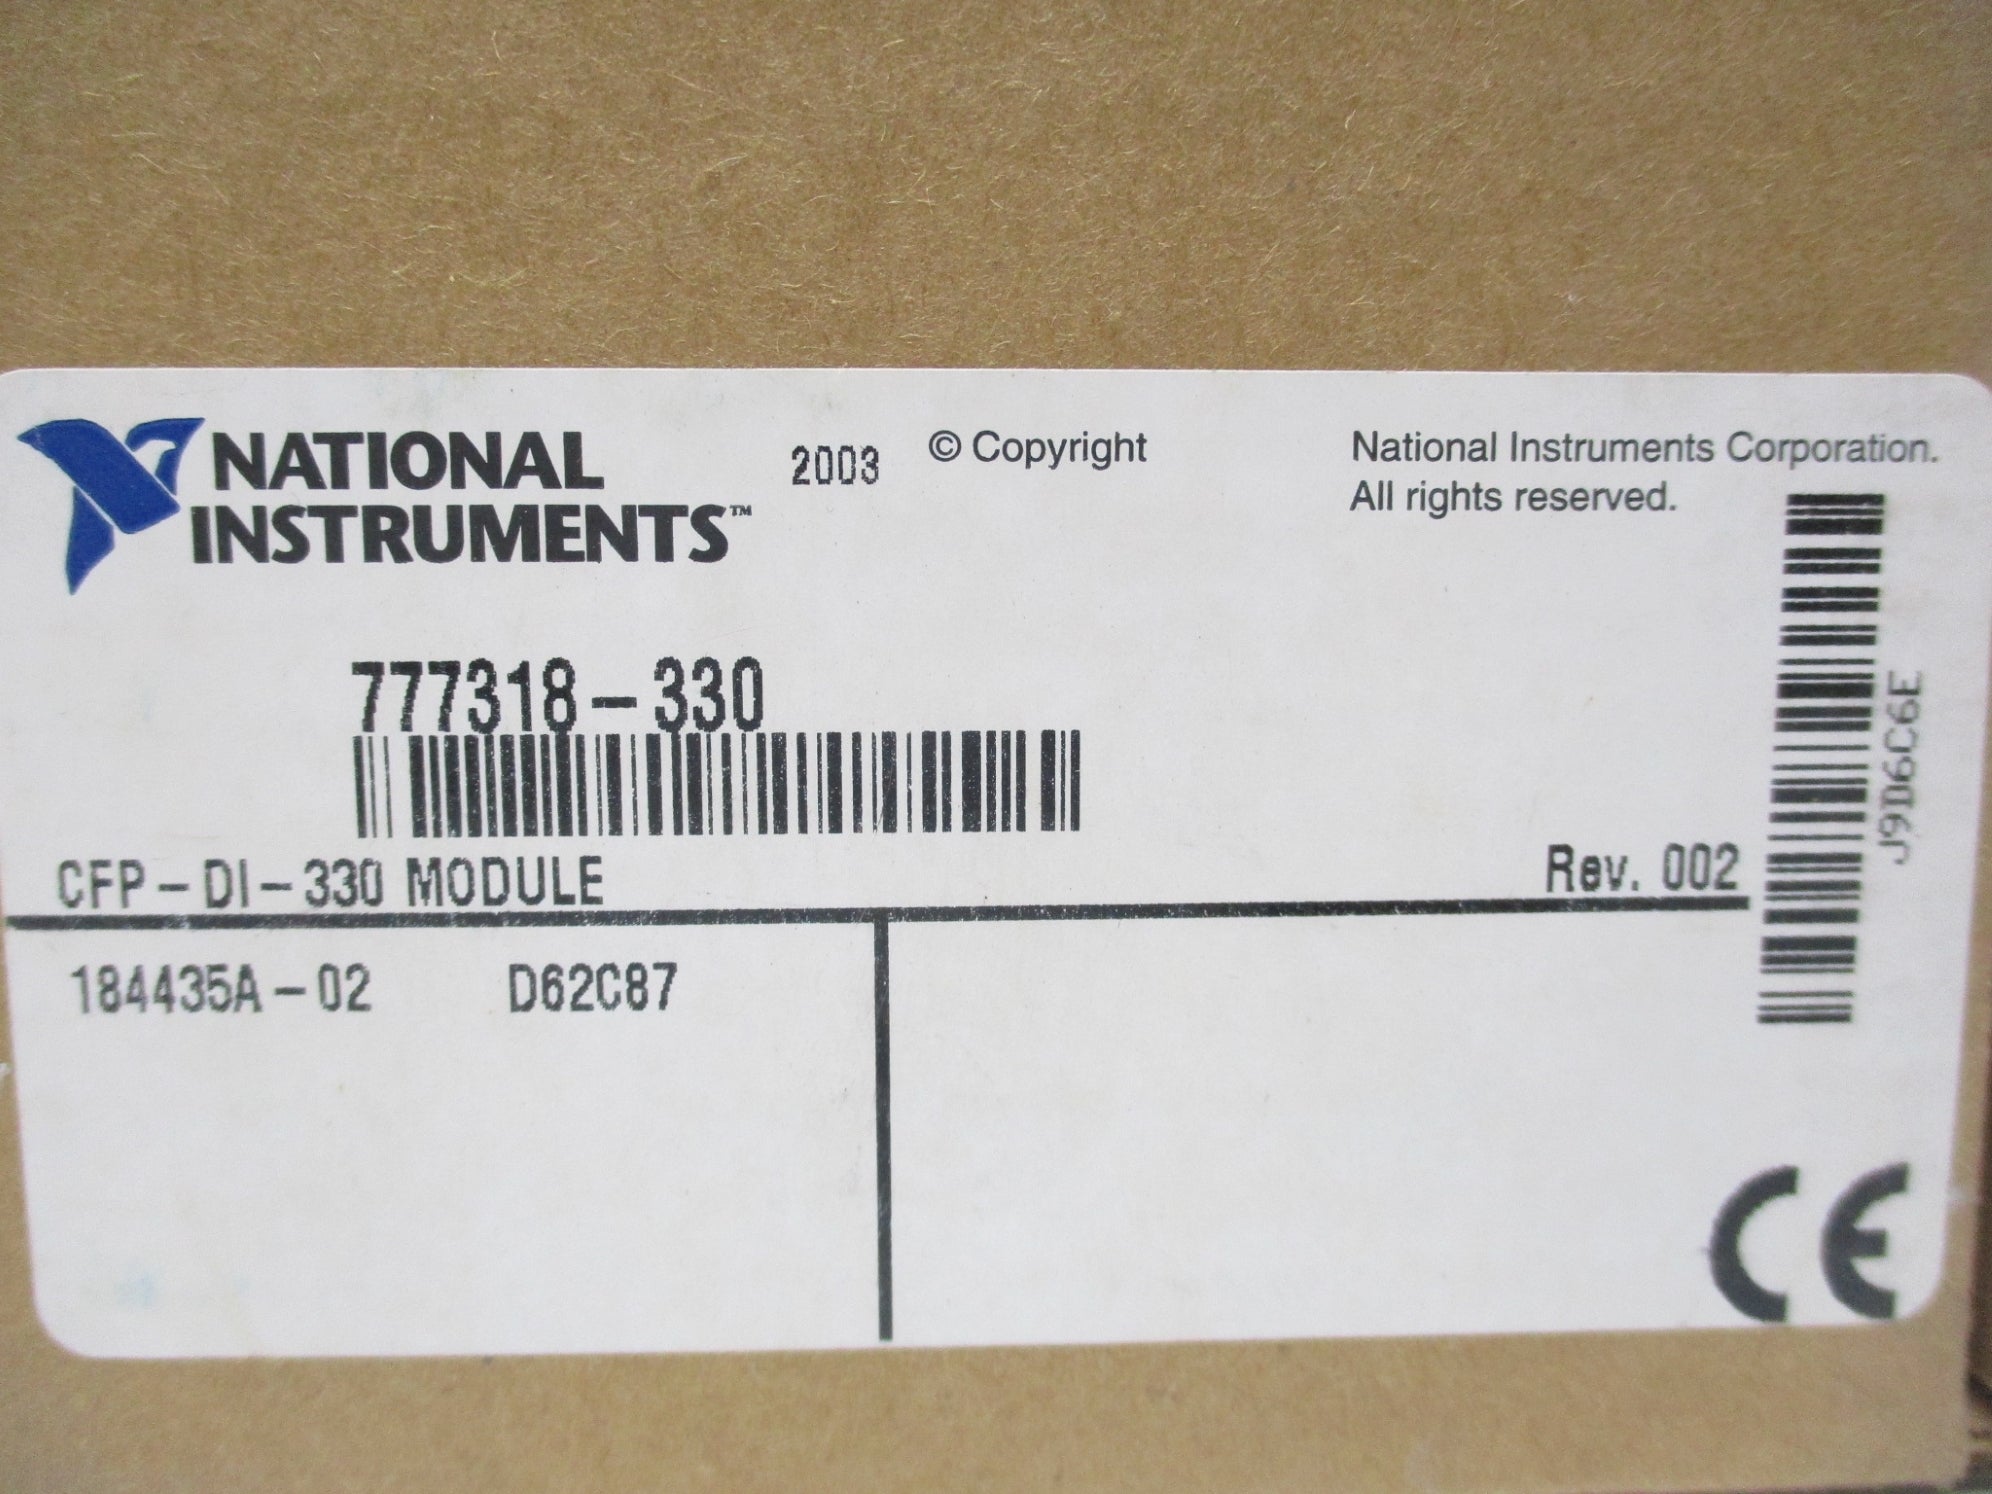 NATIONAL
INSTRUMENTS™
2003 © Copyright
National Instruments Corporation.
All rights reserved.
777318-330
CFP-DI-330 MODULE
Rev. 002
J9D6C6E
184435A-02 D62C87
CE